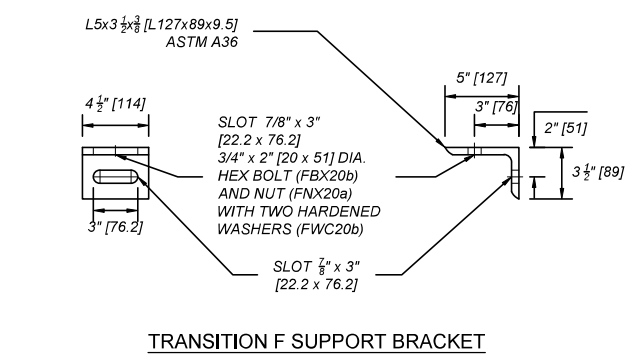 L5x3 1/2x3/8 [L127x89x9.5]
ASTM A36
5" [127]
4 1/2" [114]
3" [76]
SLOT 7/8" x 3"
[22.2 x 76.2]
3/4" x 2" [20 x 51] DIA.
HEX BOLT (FBX20b)
AND NUT (FNX20a)
WITH TWO HARDENED
WASHERS (FWC20b)
2" [51]
3 1/2" [89]
3" [76.2]
SLOT 7/8" x 3"
[22.2 x 76.2]
TRANSITION F SUPPORT BRACKET